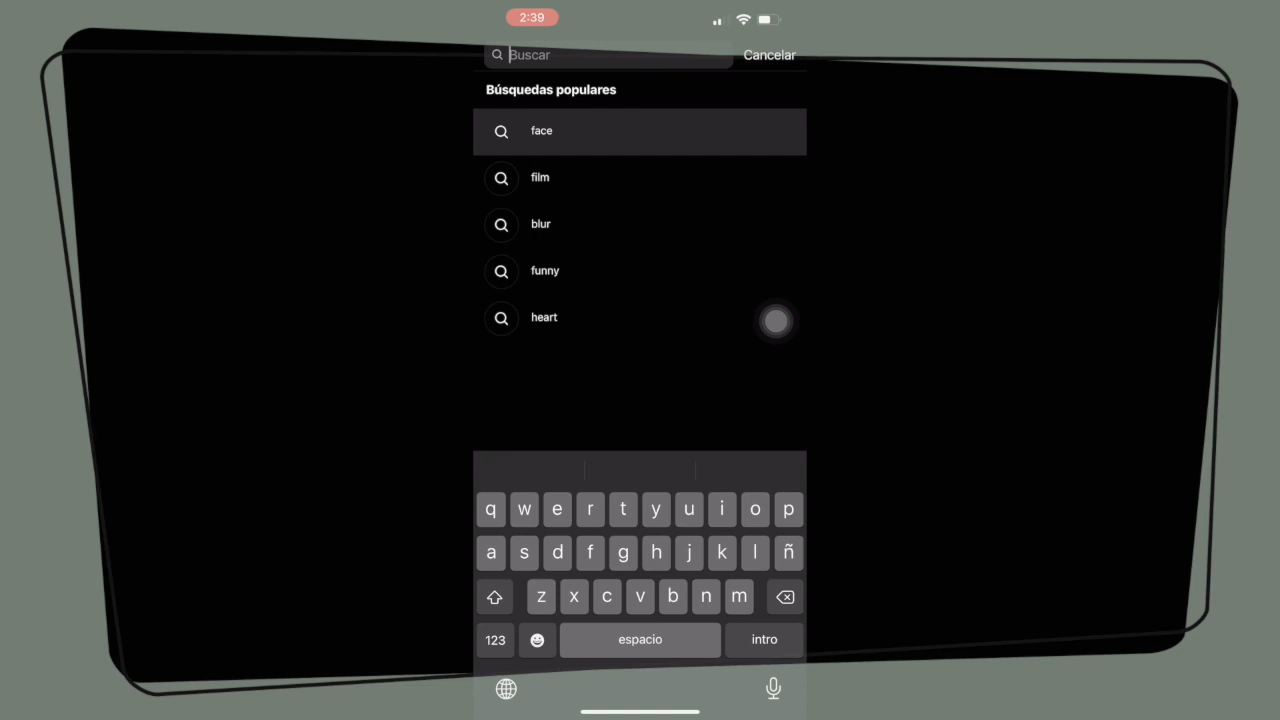 2:39
Buscar
Cancelar
Búsquedas populares
face
film
blur
funny
heart
q w e r t y u i o p
a s d f g h j k l ñ
z x c v b n m
123 espacio intro